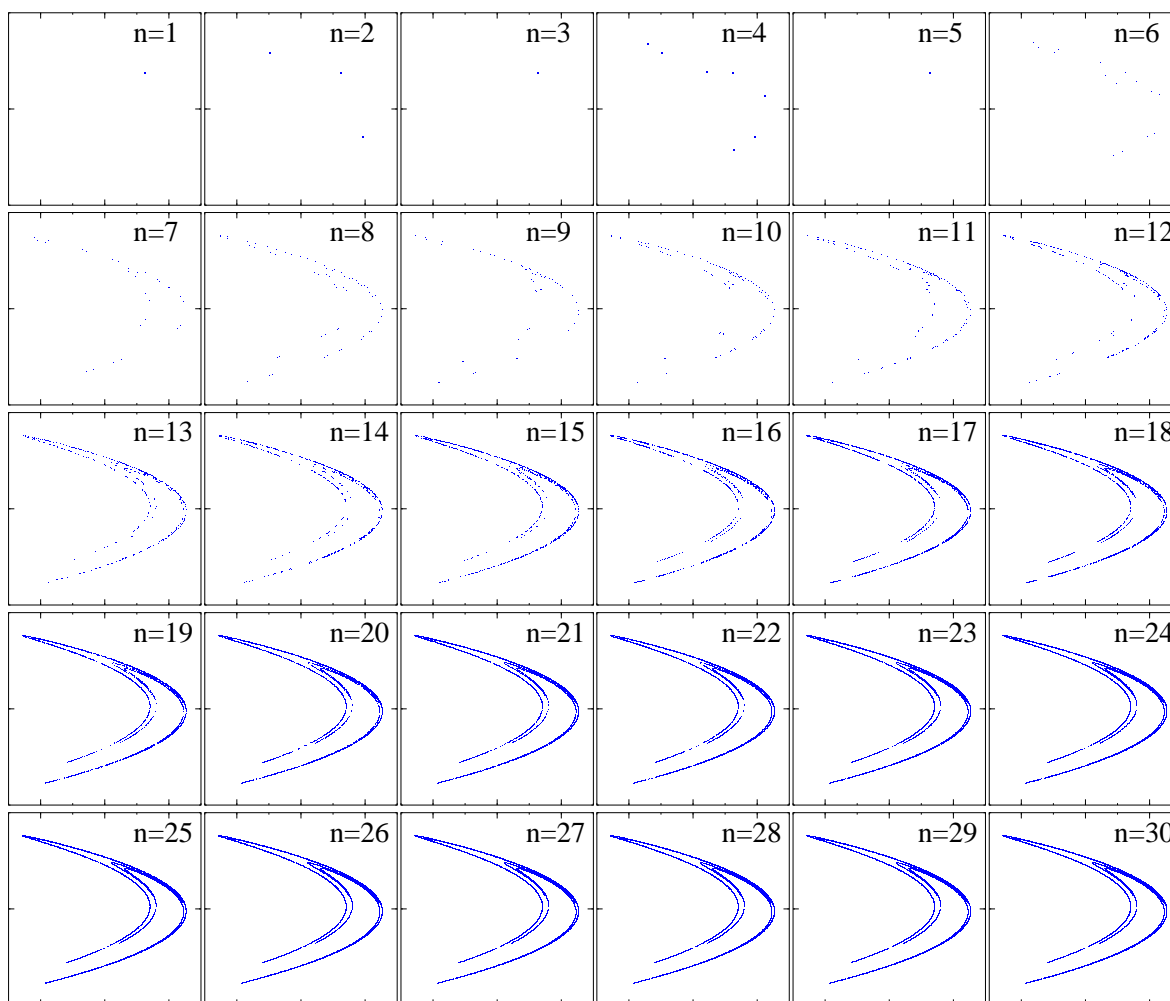 n=1 n=2 n=3 n=4 n=5 n=6
n=7 n=8 n=9 n=10 n=11 n=12
n=13 n=14 n=15 n=16 n=17 n=18
n=19 n=20 n=21 n=22 n=23 n=24
n=25 n=26 n=27 n=28 n=29 n=30